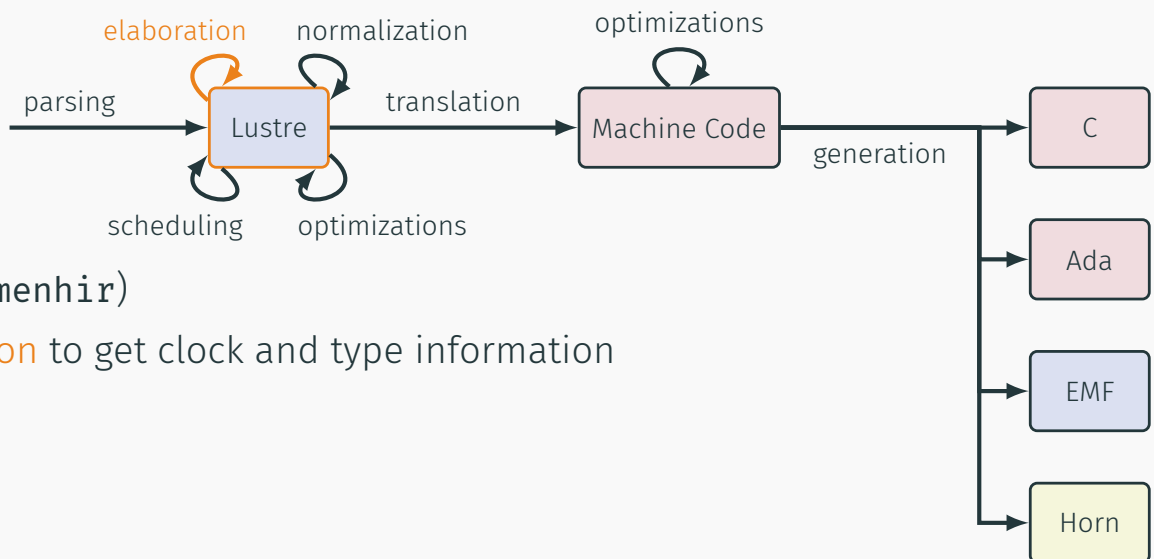 elaboration normalization optimizations
parsing translation
Lustre Machine Code C
generation
scheduling optimizations
Ada
menhir)
on to get clock and type information
EMF
Horn